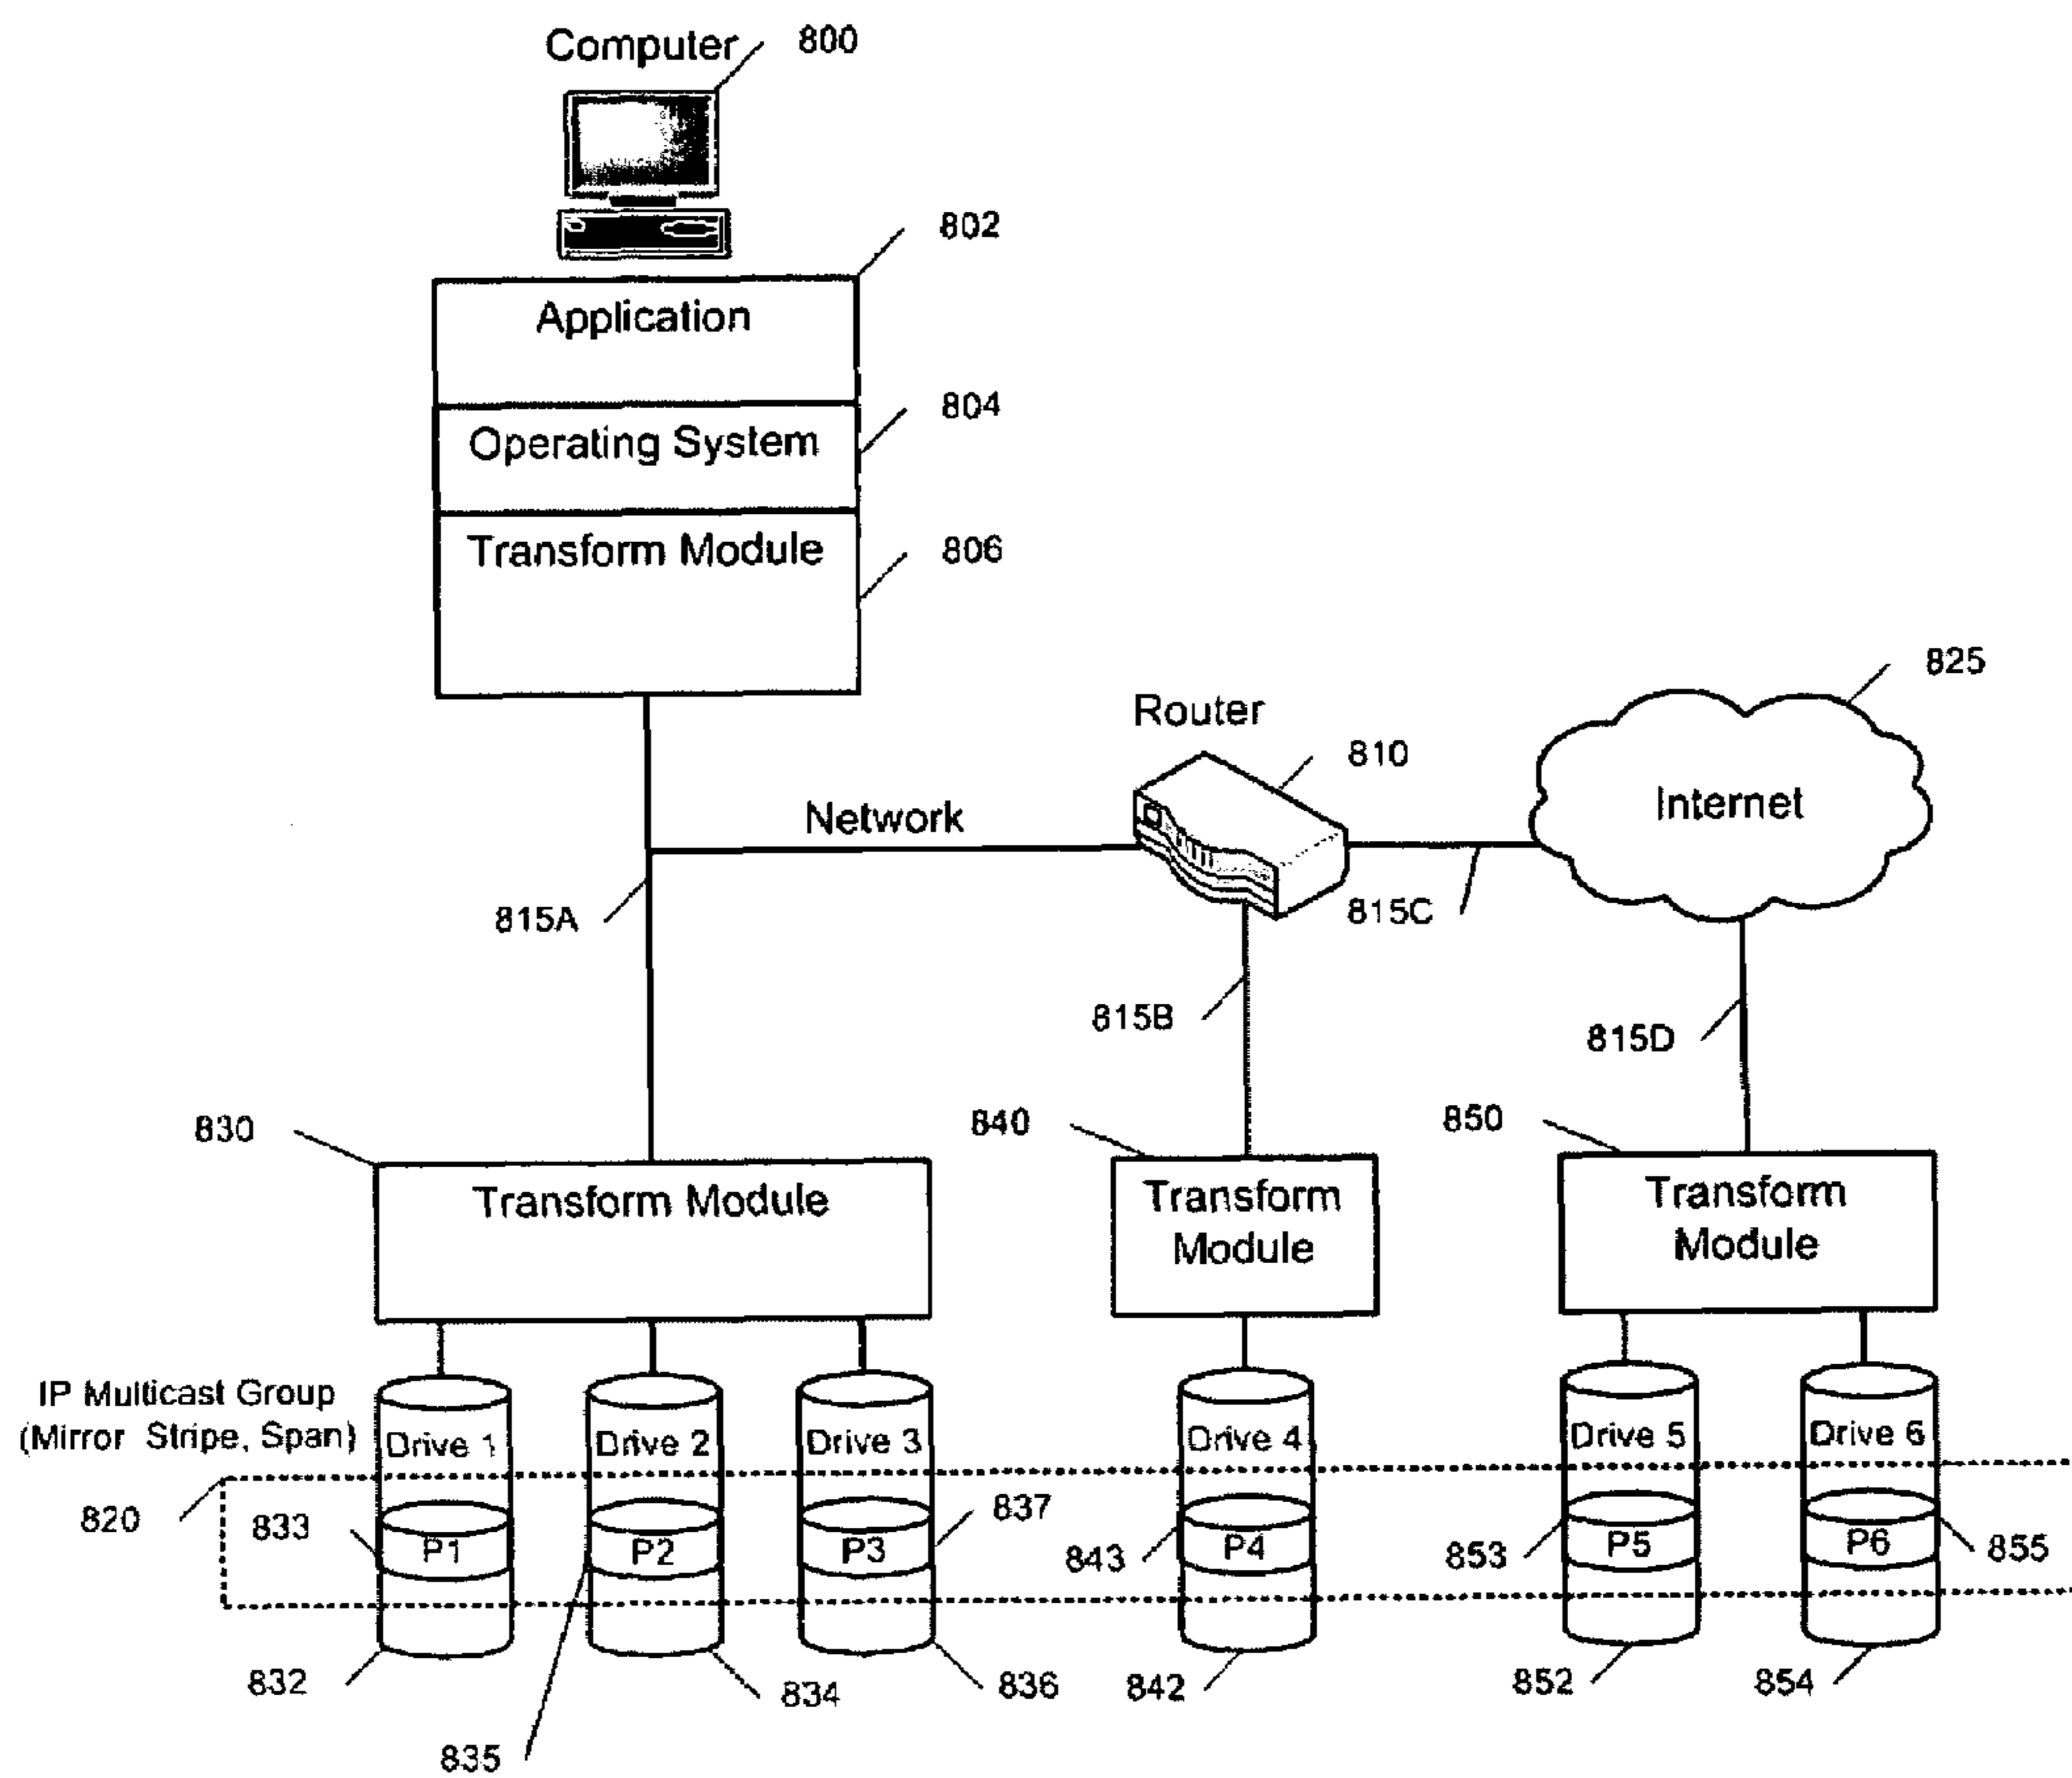 Computer 800
802
Application
804
Operating System
Transform Module 806
825
Router
810
Internet
Network
815A
815C
815B
815D
830
840
850
Transform Module
Transform
Module
Transform
Module
IP Multicast Group
(Mirror Stripe, Span)
Drive 1
Drive 2
Drive 3
Drive 4
Drive 5
Drive 6
820
833
837
843
853
855
P1
P2
P3
P4
P5
P6
832
834
836
842
852
854
835